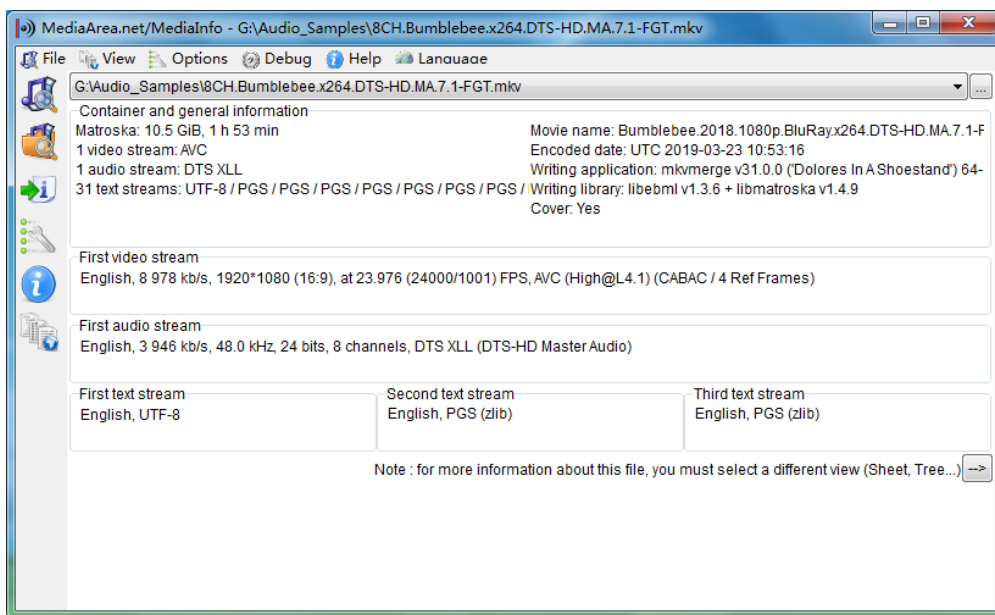 MediaArea.net/MediaInfo - G:\Audio_Samples\8CH.Bumblebee.x264.DTS-HD.MA.7.1-FGT.mkv
File View Options Debug Help Language
G:\Audio_Samples\8CH.Bumblebee.x264.DTS-HD.MA.7.1-FGT.mkv
...
Container and general information
Matroska: 10.5 GiB, 1 h 53 min
1 video stream: AVC
1 audio stream: DTS XLL
31 text streams: UTF-8 / PGS / PGS / PGS / PGS / PGS / PGS / PGS /
Movie name: Bumblebee.2018.1080p.BluRay.x264.DTS-HD.MA.7.1-F
Encoded date: UTC 2019-03-23 10:53:16
Writing application: mkvmerge v31.0.0 ('Dolores In A Shoestand') 64-
Writing library: libebml v1.3.6 + libmatroska v1.4.9
Cover: Yes
First video stream
English, 8 978 kb/s, 1920*1080 (16:9), at 23.976 (24000/1001) FPS, AVC (High@L4.1) (CABAC / 4 Ref Frames)
First audio stream
English, 3 946 kb/s, 48.0 kHz, 24 bits, 8 channels, DTS XLL (DTS-HD Master Audio)
First text stream
English, UTF-8
Second text stream
English, PGS (zlib)
Third text stream
English, PGS (zlib)
Note : for more information about this file, you must select a different view (Sheet, Tree...)
-->